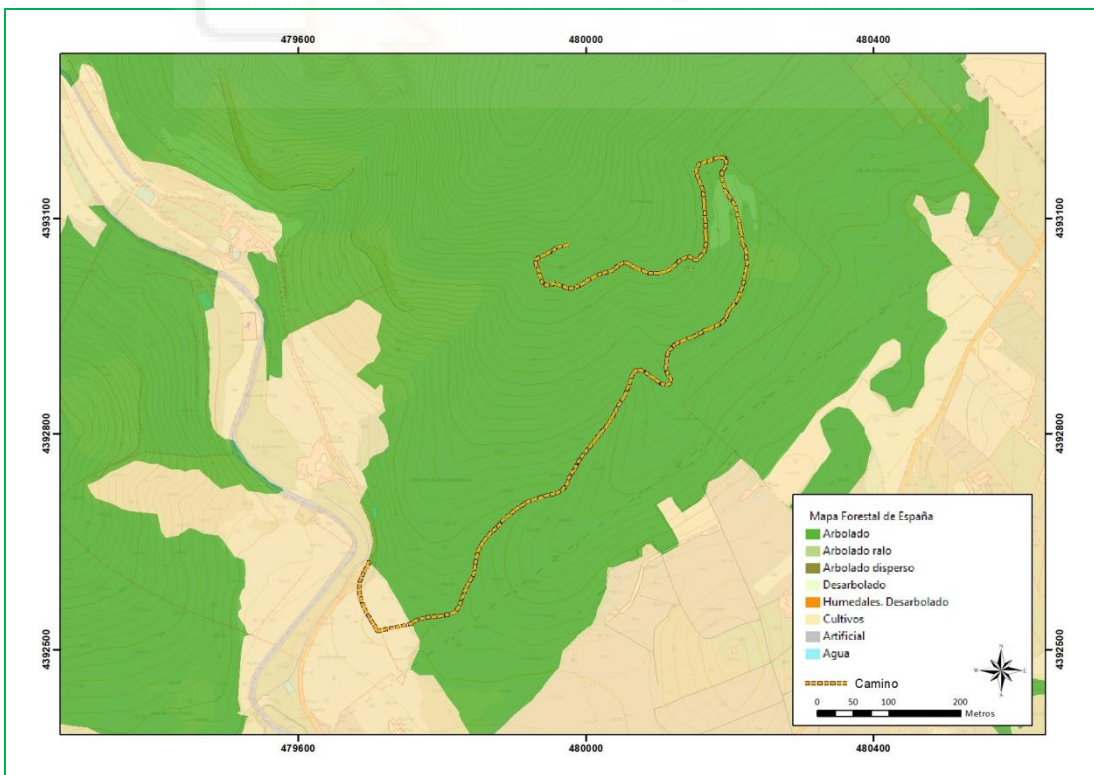 479600 480000 480400
4393100 4393100
4392800 4392800
4392500 4392500
Mapa Forestal de España
Arbolado
Arbolado ralo
Arbolado disperso
Desarbolado
Humedales. Desarbolado
Cultivos
Artificial
Agua
Camino
N
W E
S
0 50 100 200
Metros
479600 480000 480400